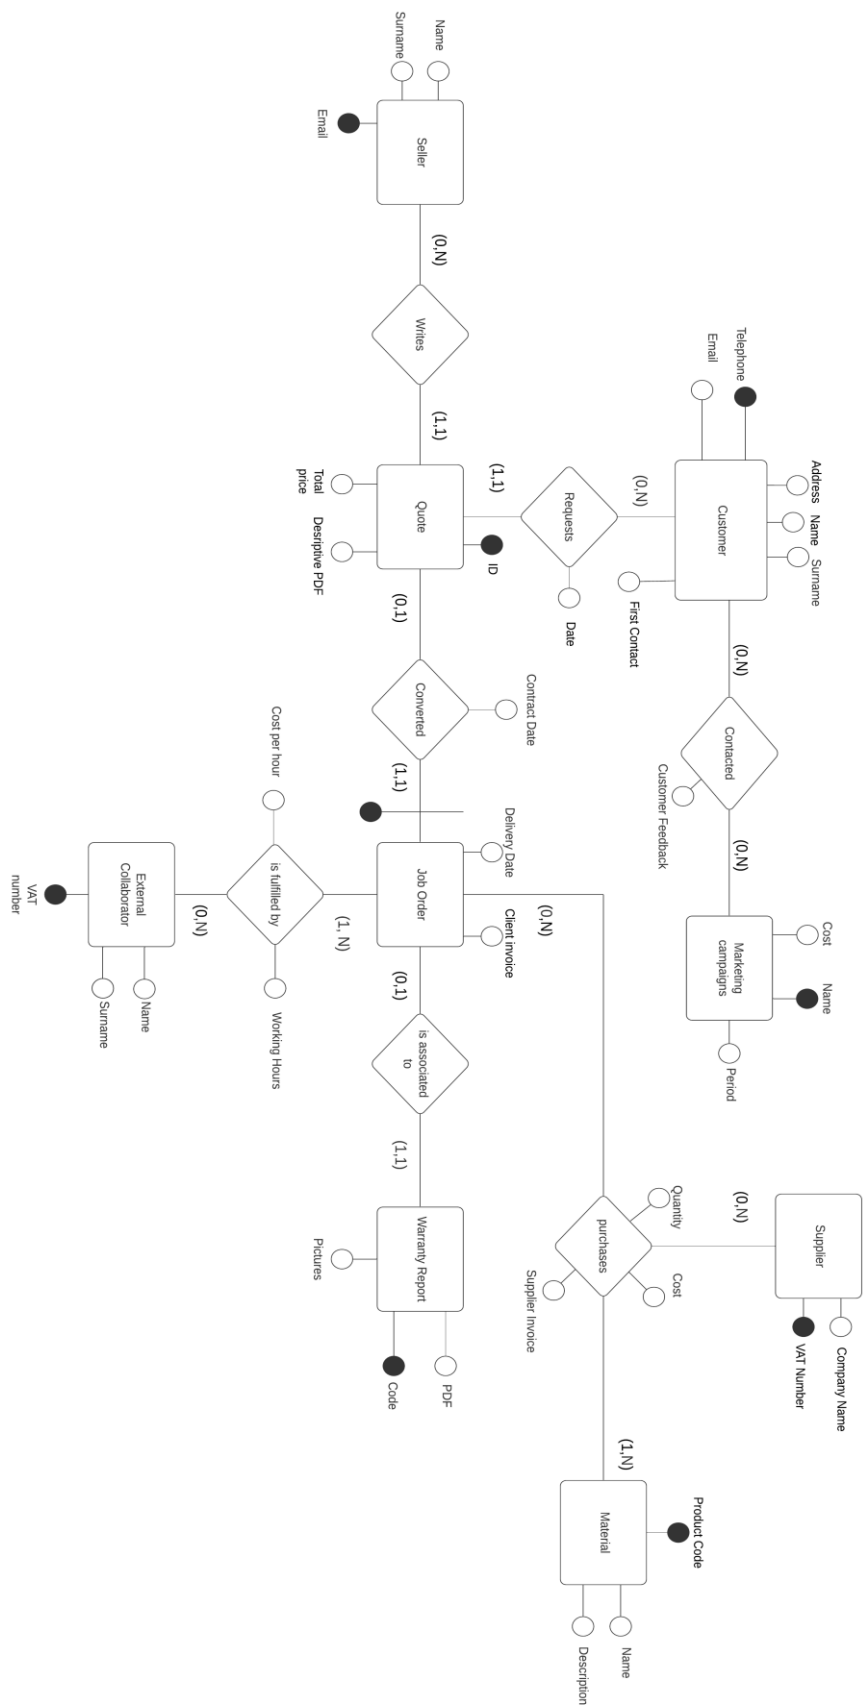 Surname
Name
Email
Seller
(0,N)
Writes
(1,1)
Total
price
Desriptive PDF
Quote
ID
(1,1)
Requests
Date
(0,N)
Email
Telephone
Customer
Address
Name
Surname
First Contact
(0,N)
Contacted
Customer Feedback
(0,N)
Marketing
campaigns
Cost
Name
Period
(0,1)
Converted
Contract Date
(1,1)
Delivery Date
Job Order
Client invoice
(0,N)
(1, N)
is fulfilled by
Cost per hour
Working Hours
(0,N)
External
Collaborator
VAT
number
Name
Surname
(0,1)
is associated
to
(1,1)
Warranty Report
Pictures
Code
PDF
purchases
Quantity
Cost
Supplier Invoice
(0,N)
Supplier
Company Name
VAT Number
(1,N)
Material
Product Code
Name
Description